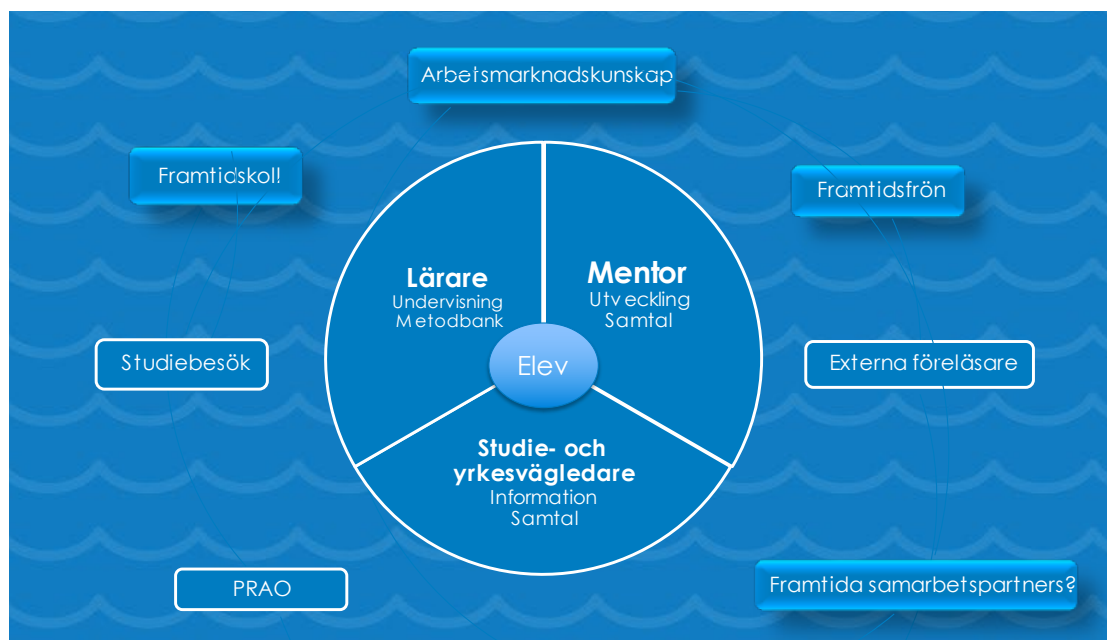 Arbetsmarknadskunskap
Framtidskoll
Framtidsfrön
Lärare
Undervisning
Metodbank
Mentor
Utveckling
Samtal
Studiebesök
Elev
Externa föreläsare
Studie- och
yrkesvägledare
Information
Samtal
PRAO
Framtida samarbetspartners?